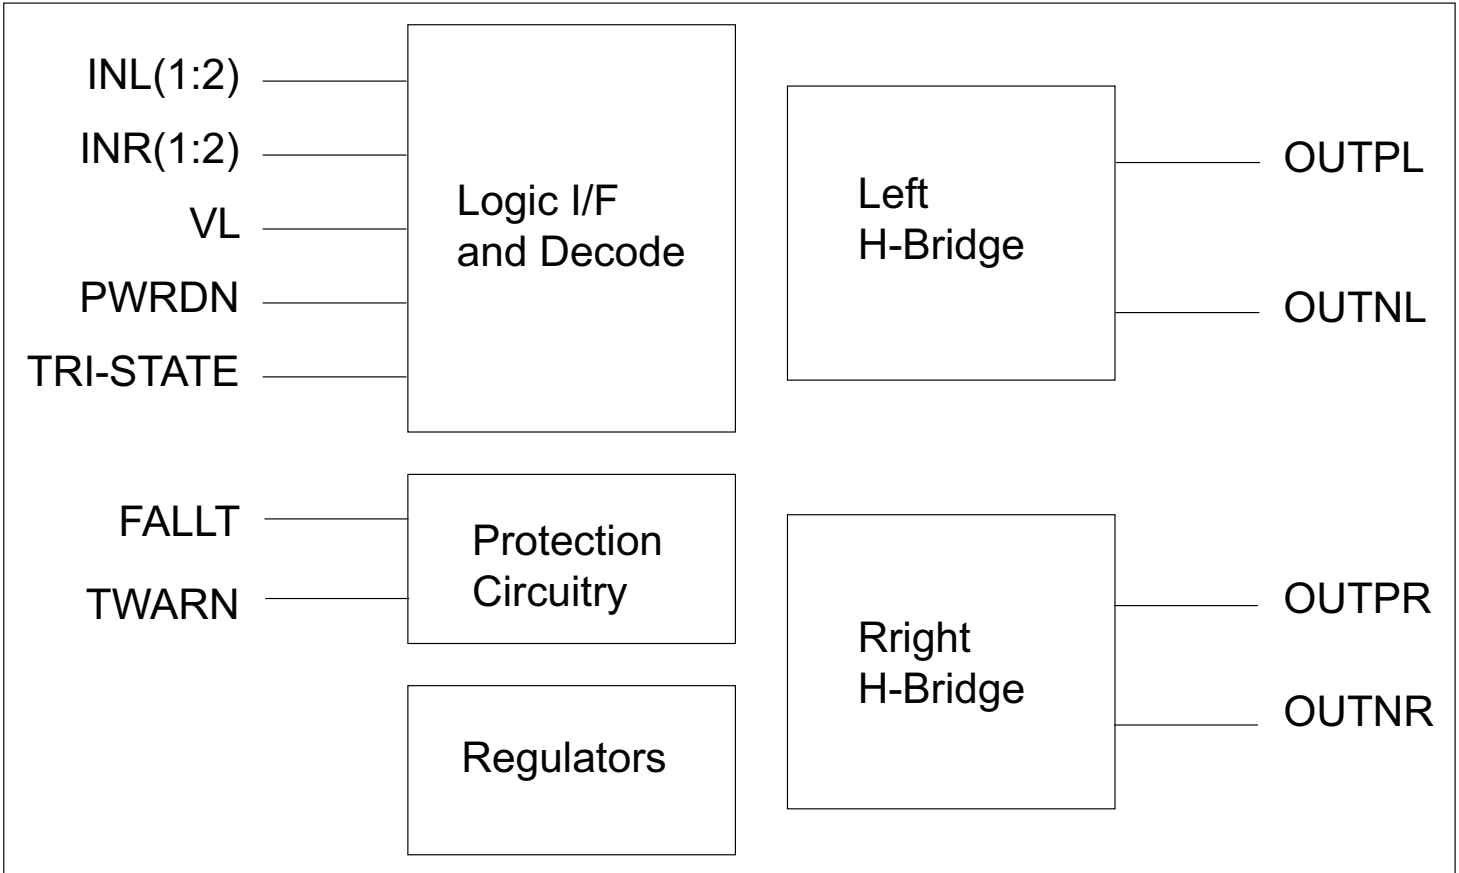 INL(1:2)
INR(1:2)
VL
PWRDN
TRI-STATE
Logic I/F
and Decode
Left
H-Bridge
OUTPL
OUTNL
FALLT
TWARN
Protection
Circuitry
Regulators
Rright
H-Bridge
OUTPR
OUTNR